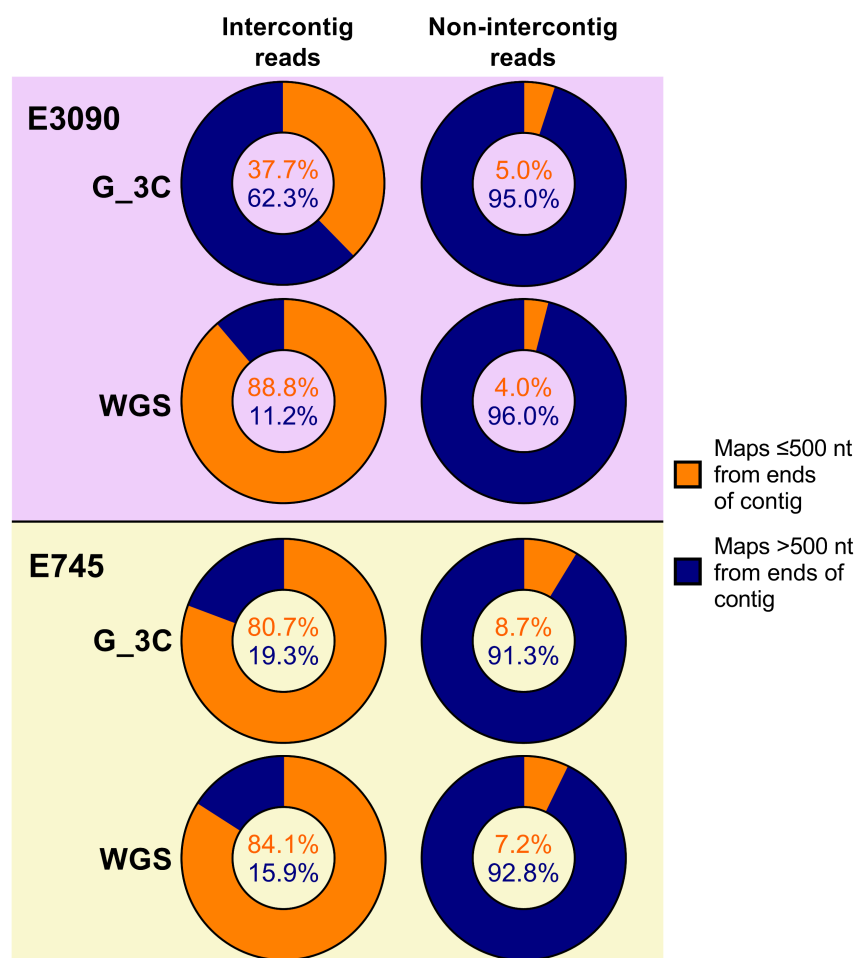 Intercontig
reads
Non-intercontig
reads
E3090
G_3C
37.7%
62.3%
5.0%
95.0%
WGS
88.8%
11.2%
4.0%
96.0%
Maps ≤500 nt
from ends
of contig
Maps >500 nt
from ends of
contig
E745
G_3C
80.7%
19.3%
8.7%
91.3%
WGS
84.1%
15.9%
7.2%
92.8%